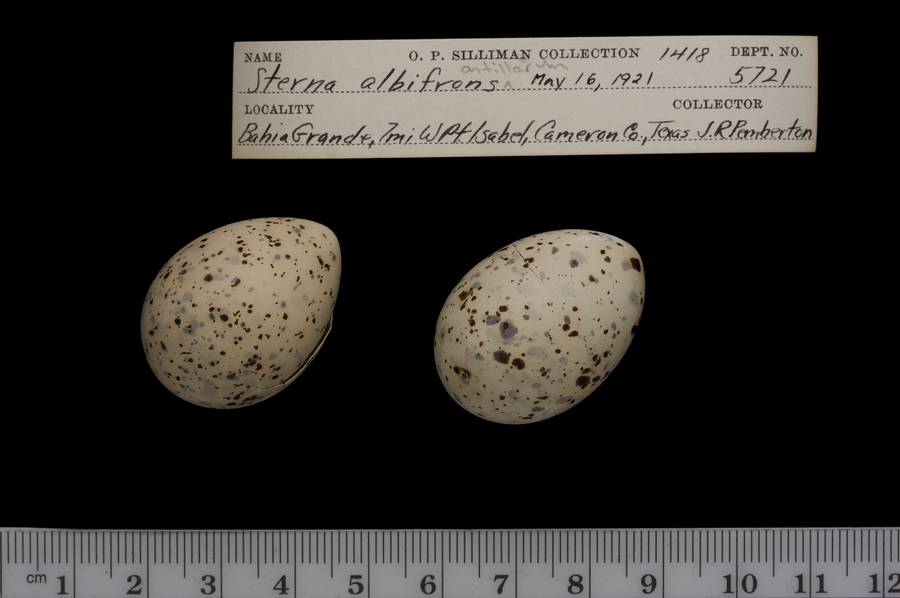 NAME O. P. SILLIMAN COLLECTION 1418 DEPT. NO.
antillarum
Sterna albifrons ^ May 16, 1921 5721
LOCALITY COLLECTOR
Bahia Grande, 7mi W Pt Isabel, Cameron Co., Texas J.R Pemberton
cm 1 2 3 4 5 6 7 8 9 10 11 12